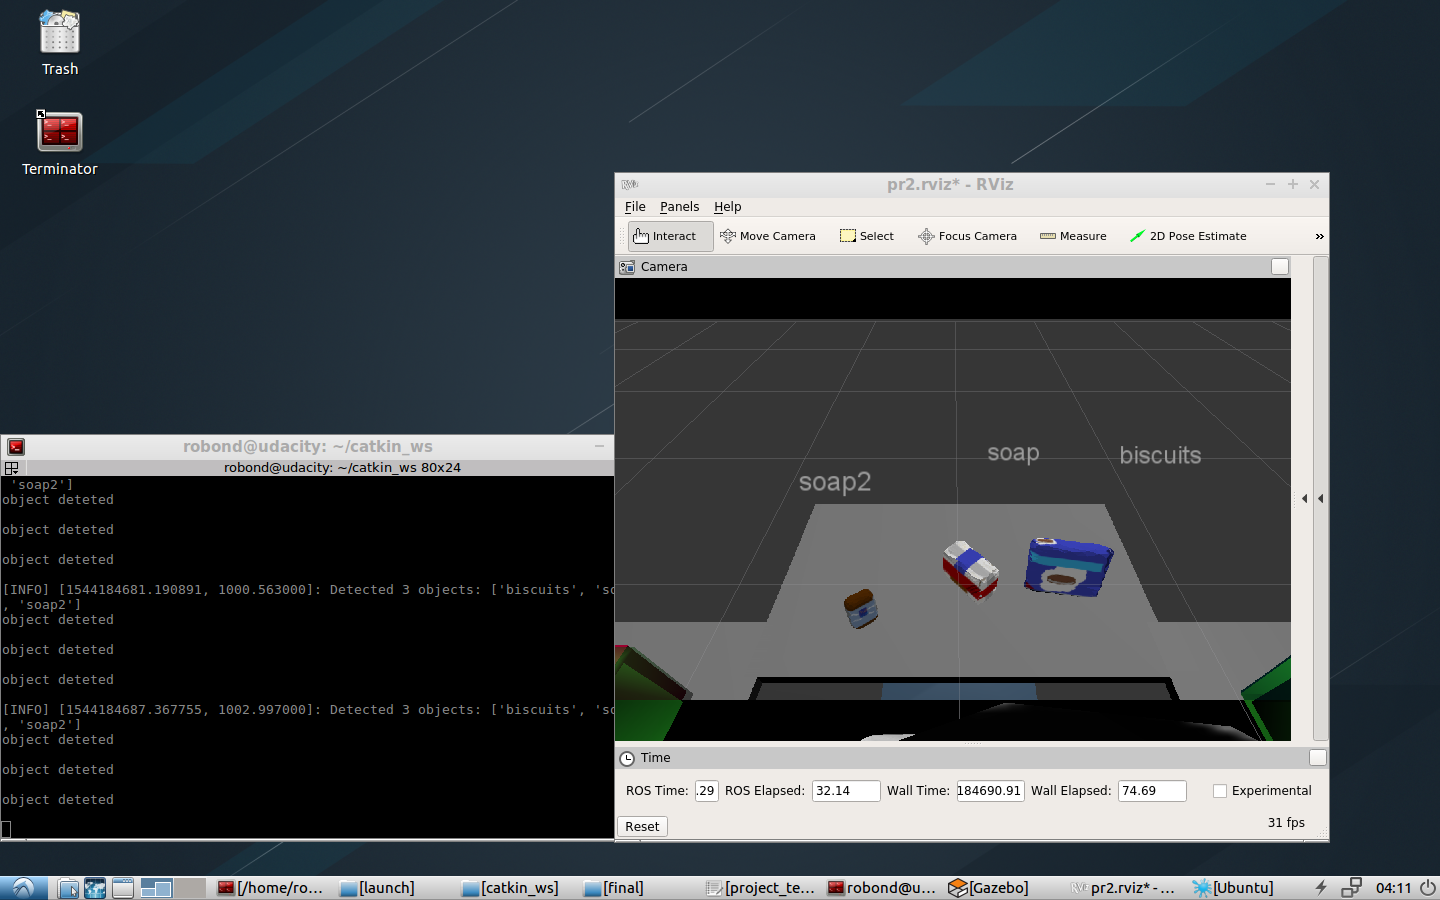 Trash
Terminator
pr2.rviz* - RViz
File Panels Help
Interact Move Camera Select Focus Camera Measure 2D Pose Estimate »
Camera
soap2 soap biscuits
robond@udacity: ~/catkin_ws
robond@udacity: ~/catkin_ws 80x24
'soap2']
object deteted
object deteted
object deteted
[INFO] [1544184681.190891, 1000.563000]: Detected 3 objects: ['biscuits', 'so
, 'soap2']
object deteted
object deteted
object deteted
[INFO] [1544184687.367755, 1002.997000]: Detected 3 objects: ['biscuits', 'so
, 'soap2']
object deteted
object deteted
object deteted
Time
ROS Time: .29 ROS Elapsed: 32.14 Wall Time: 184690.91 Wall Elapsed: 74.69 Experimental
Reset 31 fps
[/home/ro... [launch] [catkin_ws] [final] [project_te... robond@u... [Gazebo] pr2.rviz* - ... [Ubuntu] 04:11